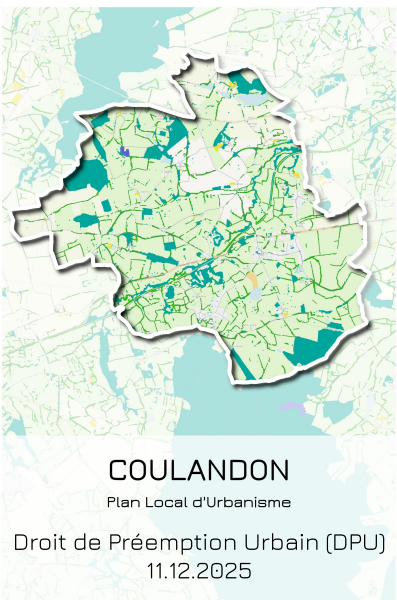 COULANDON
Plan Local d'Urbanisme
Droit de Préemption Urbain (DPU)
11.12.2025